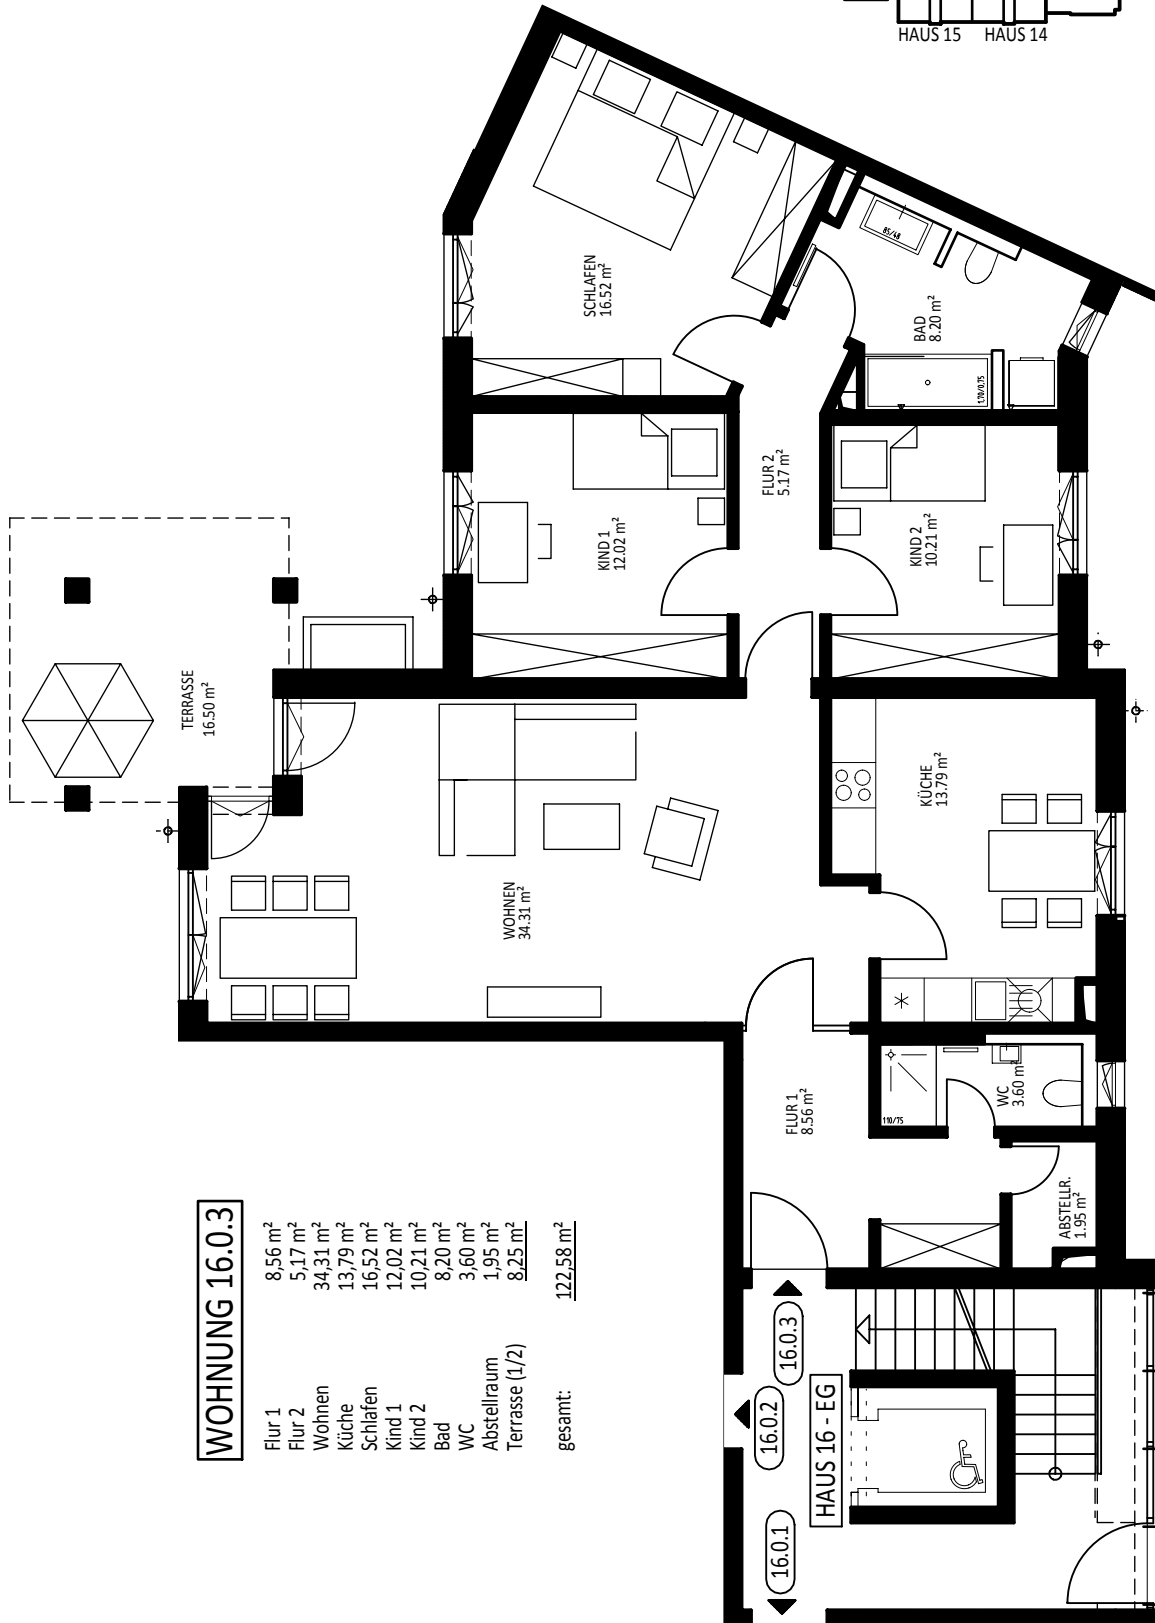 HAUS 15 HAUS 14
SCHLAFEN
16.52 m²
85/48
BAD
8.20 m²
1,70/0,75
FLUR 2
5.17 m²
KIND 1
12.02 m²
KIND 2
10.21 m²
TERRASSE
16.50 m²
KÜCHE
13.79 m²
WOHNEN
34.31 m²
WC
3.60 m²
110/75
FLUR 1
8.56 m²
ABSTELLR.
1.95 m²
WOHNUNG 16.0.3
Flur 1 8,56 m²
Flur 2 5,17 m²
Wohnen 34,31 m²
Küche 13,79 m²
Schlafen 16,52 m²
Kind 1 12,02 m²
Kind 2 10,21 m²
Bad 8,20 m²
WC 3,60 m²
Abstellraum 1,95 m²
Terrasse (1/2) 8,25 m²
gesamt: 122,58 m²
16.0.3
16.0.2
HAUS 16 - EG
16.0.1